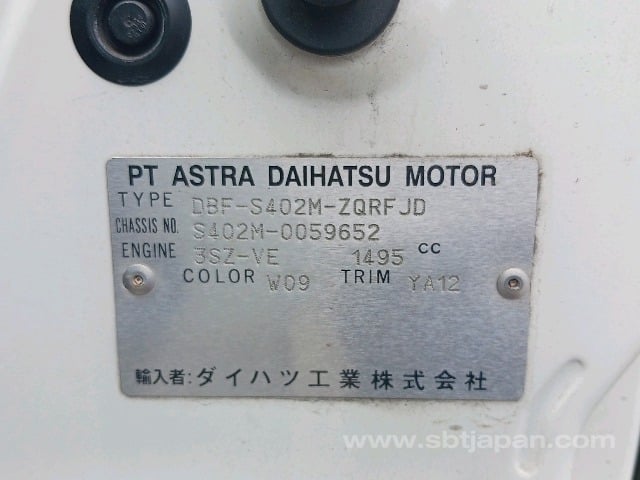 PT ASTRA DAIHATSU MOTOR
TYPE DBF-S402M-ZQRFJD
CHASSIS NO. S402M-0059652
ENGINE 3SZ-VE 1495 cc
COLOR W09 TRIM YA12
輸入者:ダイハツ工業株式会社
www.sbtjapan.com